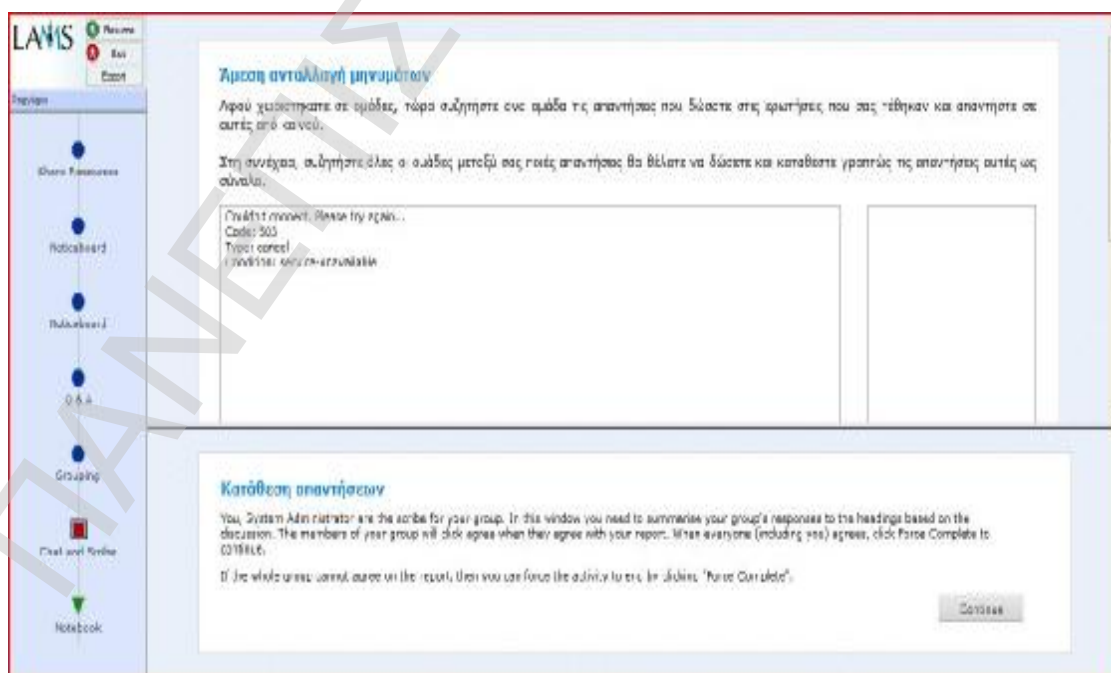 LAMS
Resume
Exit
Export
Share Resources
Noticeboard
Noticeboard
Q & A
Grouping
Chat and Scribe
Notebook
Άμεση ανταλλαγή μηνυμάτων
Αφού χωριστήκατε σε ομάδες, τώρα συζητήστε ανά ομάδα τις απαντήσεις που δώσατε στις ερωτήσεις που σας τέθηκαν και απαντήστε σε
αυτές από κοινού.
Στη συνέχεια, συζητήστε όλες οι ομάδες μεταξύ σας ποιές απαντήσεις θα θέλατε να δώσετε και καταθέστε γραπτώς τις απαντήσεις αυτές ως
σύνολο.
Couldn't connect. Please try again...
Code: 503
Type: cancel
Condition: service-unavailable
Κατάθεση απαντήσεων
You, System Administrator are the scribe for your group. In this window you need to summarise your group's responses to the headings based on the
discussion. The members of your group will click agree when they agree with your report. When everyone (including you) agrees, click Force Complete to
continue.
If the whole group cannot agree on the report, then you can force the activity to end by clicking "Force Complete".
Continue